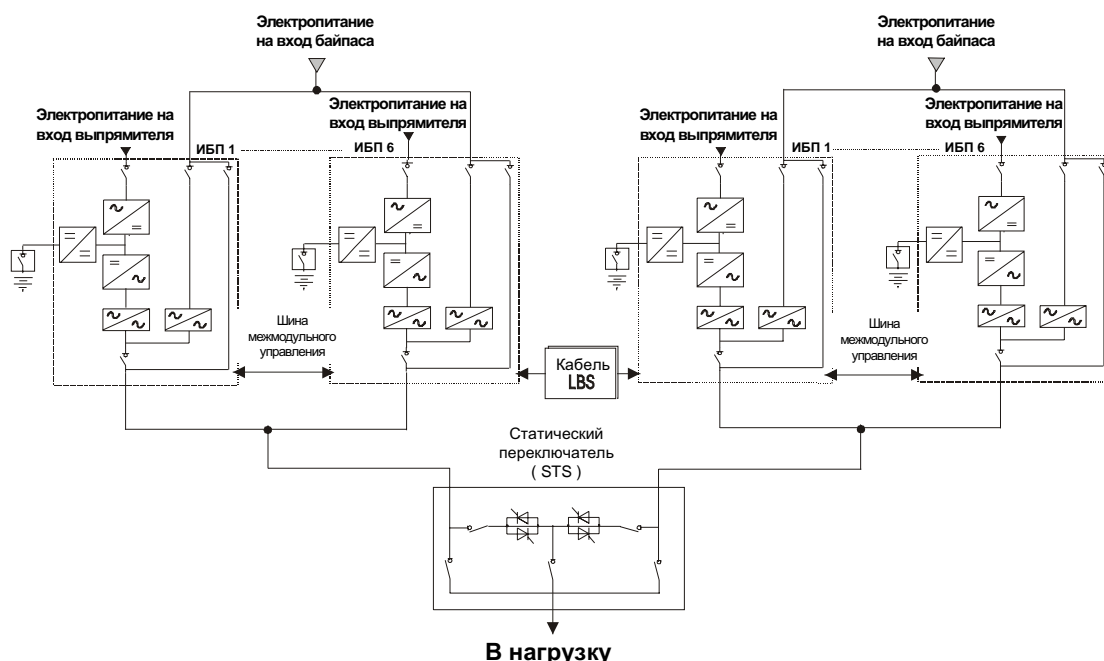 Электропитание
на вход байпаса
Электропитание
на вход байпаса
Электропитание на
вход выпрямителя
Электропитание на
вход выпрямителя
Электропитание на
вход выпрямителя
Электропитание на
вход выпрямителя
ИБП 1
ИБП 6
ИБП 1
ИБП 6
Шина
межмодульного
управления
Шина
межмодульного
управления
Кабель
LBS
Статический
переключатель
( STS )
В нагрузку